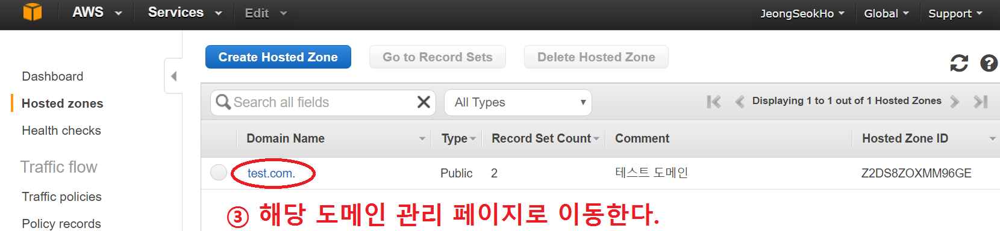 AWS Services Edit JeongSeokHo Global Support
Create Hosted Zone Go to Record Sets Delete Hosted Zone
Dashboard
Hosted zones
Health checks
Traffic flow
Traffic policies
Policy records
Search all fields All Types Displaying 1 to 1 out of 1 Hosted Zones
Domain Name Type Record Set Count Comment Hosted Zone ID
test.com. Public 2 테스트 도메인 Z2DS8ZOXMM96GE
③ 해당 도메인 관리 페이지로 이동한다.